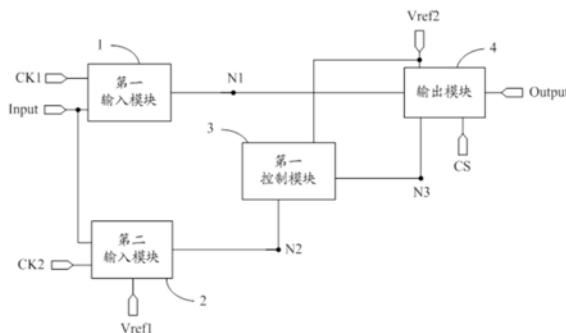 Vref2
1
4
CK1
第一
输入模块
N1
输出模块
Output
Input
3
第一
控制模块
CS
N3
第二
输入模块
N2
CK2
2
Vref1